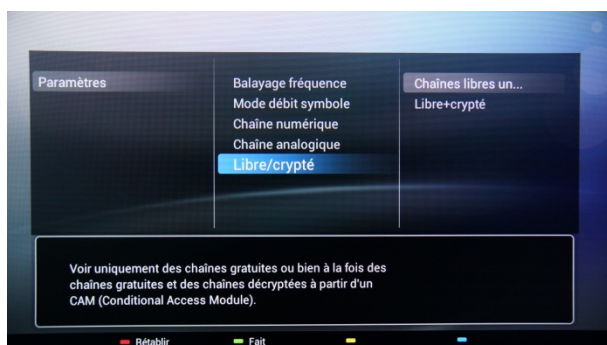 Paramètres
Balayage fréquence
Mode débit symbole
Chaîne numérique
Chaîne analogique
Libre/crypté
Chaînes libres un...
Libre+crypté
Voir uniquement des chaînes gratuites ou bien à la fois des
chaînes gratuites et des chaînes décryptées à partir d'un
CAM (Conditional Access Module).
Rétablir
Fait